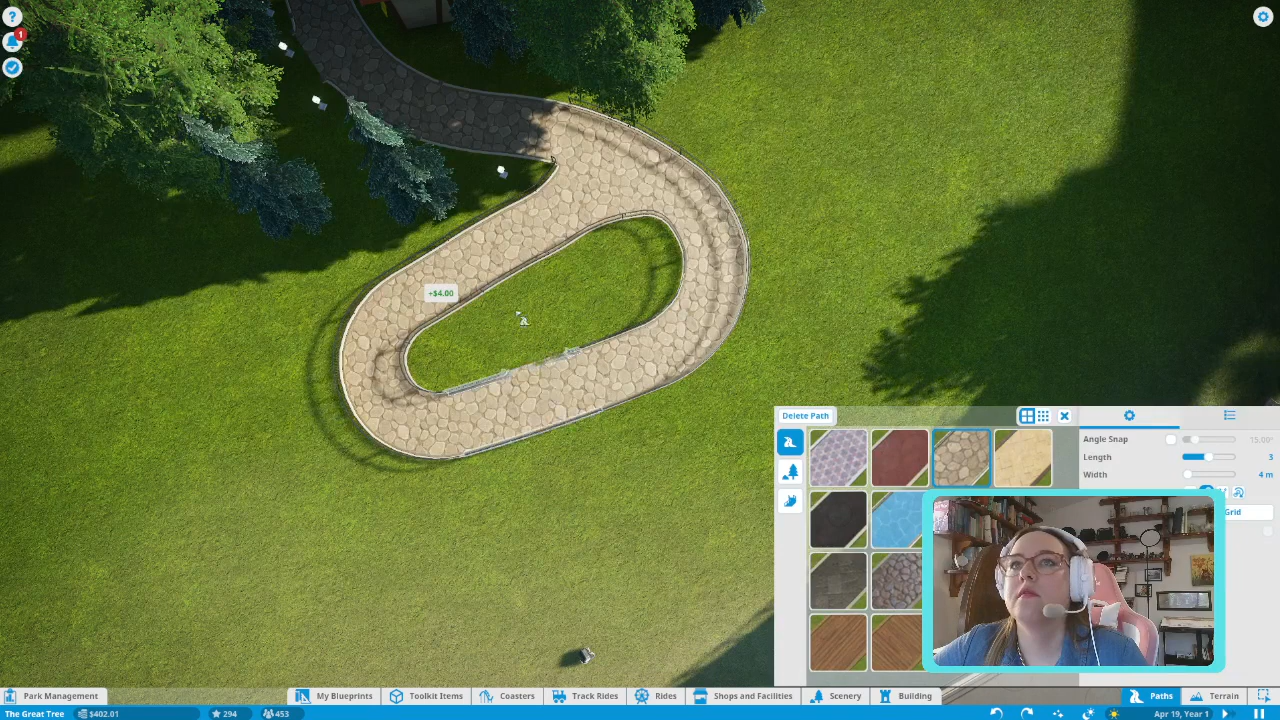 1
+$4.00
Delete Path
Angle Snap
15.00°
Length
3
Width
4 m
Grid
Park Management
My Blueprints
Toolkit Items
Coasters
Track Rides
Rides
Shops and Facilities
Scenery
Building
Paths
Terrain
The Great Tree
$402.01
294
453
Apr 19, Year 1